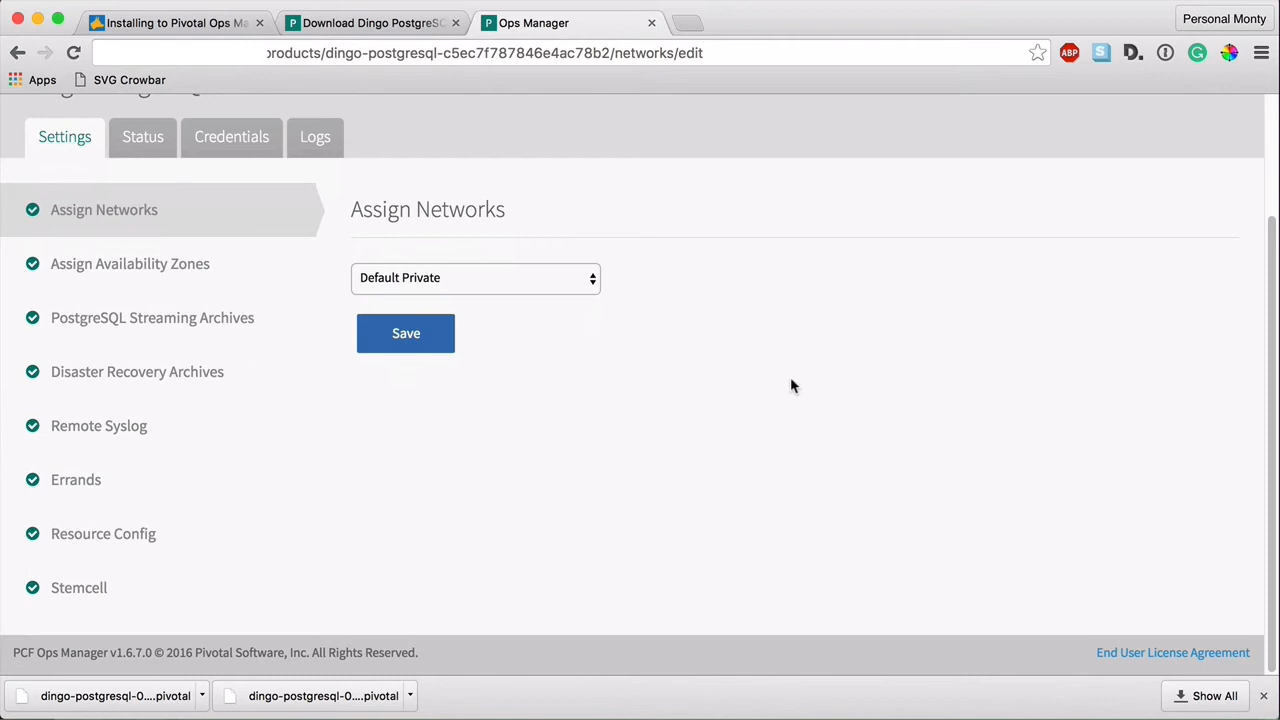 Installing to Pivotal Ops Ma
Download Dingo PostgreSQ
Ops Manager
Personal Monty
products/dingo-postgresql-c5ec7f787846e4ac78b2/networks/edit
ABP
Apps
SVG Crowbar
Settings
Status
Credentials
Logs
Assign Networks
Assign Availability Zones
PostgreSQL Streaming Archives
Disaster Recovery Archives
Remote Syslog
Errands
Resource Config
Stemcell
Assign Networks
Default Private
Save
PCF Ops Manager v1.6.7.0 © 2016 Pivotal Software, Inc. All Rights Reserved.
End User License Agreement
dingo-postgresql-0....pivotal
dingo-postgresql-0....pivotal
Show All